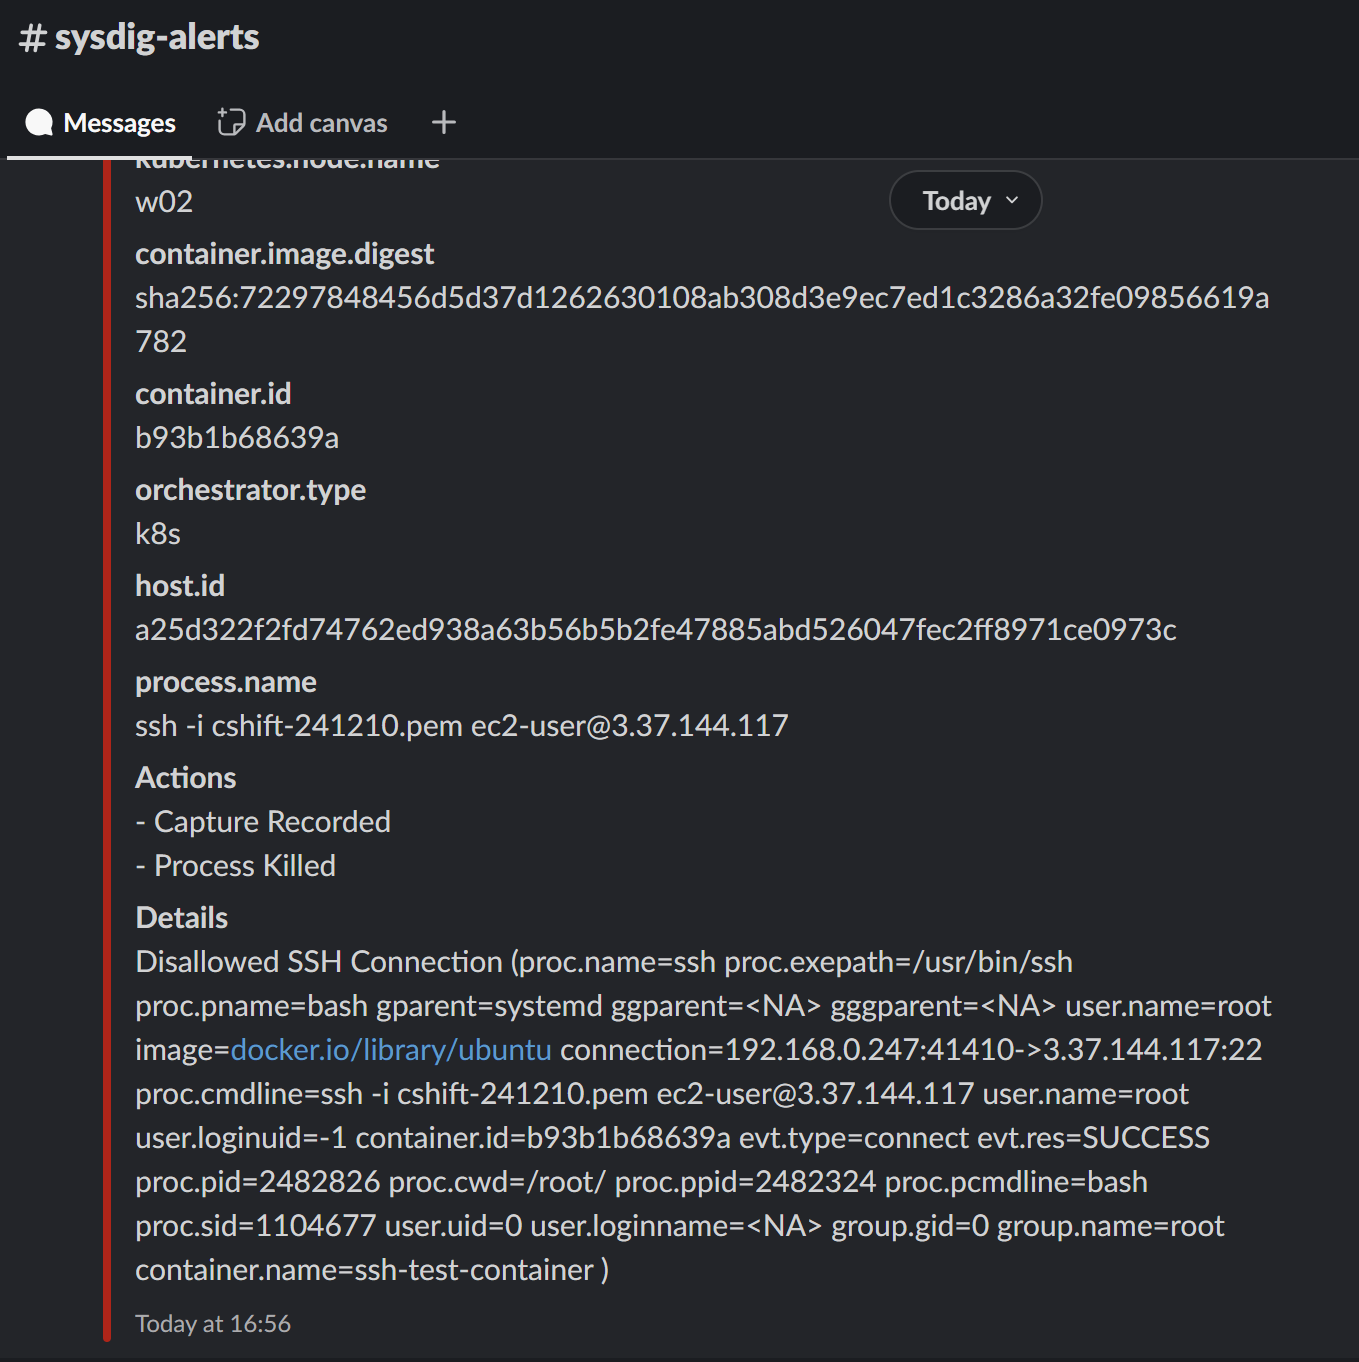 # sysdig-alerts
Messages Add canvas +
kubernetes.node.name
w02
Today
container.image.digest
sha256:72297848456d5d37d1262630108ab308d3e9ec7ed1c3286a32fe09856619a
782
container.id
b93b1b68639a
orchestrator.type
k8s
host.id
a25d322f2fd74762ed938a63b56b5b2fe47885abd526047fec2ff8971ce0973c
process.name
ssh -i cshift-241210.pem ec2-user@3.37.144.117
Actions
- Capture Recorded
- Process Killed
Details
Disallowed SSH Connection (proc.name=ssh proc.exepath=/usr/bin/ssh
proc.pname=bash gparent=systemd ggparent=<NA> gggparent=<NA> user.name=root
image=docker.io/library/ubuntu connection=192.168.0.247:41410->3.37.144.117:22
proc.cmdline=ssh -i cshift-241210.pem ec2-user@3.37.144.117 user.name=root
user.loginuid=-1 container.id=b93b1b68639a evt.type=connect evt.res=SUCCESS
proc.pid=2482826 proc.cwd=/root/ proc.ppid=2482324 proc.pcmdline=bash
proc.sid=1104677 user.uid=0 user.loginname=<NA> group.gid=0 group.name=root
container.name=ssh-test-container )
Today at 16:56